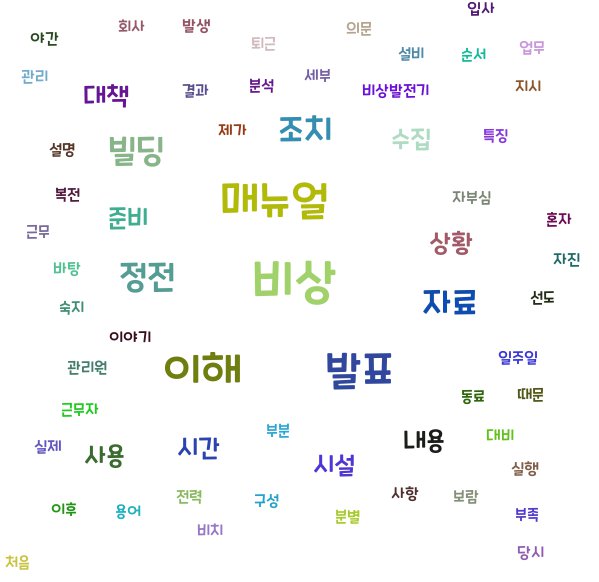 입사
회사
발생
의문
야간
퇴근
업무
설비
순서
관리
세부
대책
결과
분석
비상발전기
지시
제가
조치
수집
특징
설명
빌딩
복전
매뉴얼
자부심
준비
혼자
근무
상황
자진
바탕
정전
비상
숙지
자료
선도
이야기
관리원
이해
발표
일주일
동료
때문
근무자
부분
실제
사용
시간
내용
대비
시설
실행
전력
구성
사항
보람
이후
용어
분별
부족
비치
당시
처음